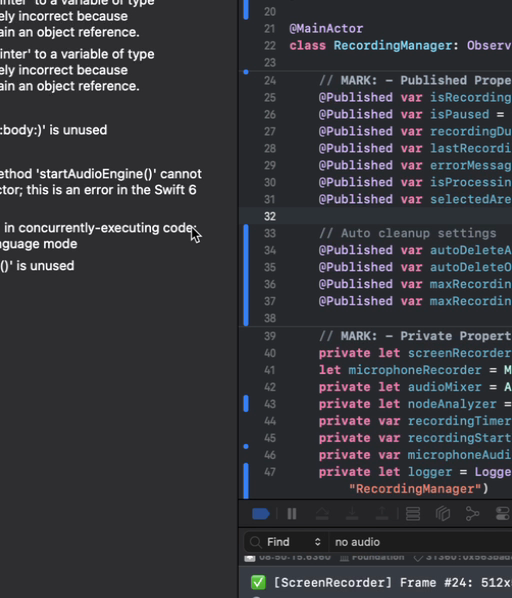 inter' to a variable of type
ely incorrect because
ain an object reference.
inter' to a variable of type
ely incorrect because
ain an object reference.
:body:)' is unused
ethod 'startAudioEngine()' cannot
ctor; this is an error in the Swift 6
in concurrently-executing code;
nguage mode
()' is unused
20
21 @MainActor
22 class RecordingManager: Observ
23
24 // MARK: - Published Prope
25 @Published var isRecording
26 @Published var isPaused =
27 @Published var recordingDu
28 @Published var lastRecordi
29 @Published var errorMessag
30 @Published var isProcessin
31 @Published var selectedAre
32
33 // Auto cleanup settings
34 @Published var autoDeleteA
35 @Published var autoDeleteO
36 @Published var maxRecordin
37 @Published var maxRecordin
38
39 // MARK: - Private Propert
40 private let screenRecorder
41 let microphoneRecorder = M
42 private let audioMixer = A
43 private let nodeAnalyzer =
44 private var recordingTimer
45 private var recordingStart
46 private var microphoneAudi
47 private let logger = Logge
"RecordingManager")
Find no audio
Foundation
[ScreenRecorder] Frame #24: 512x